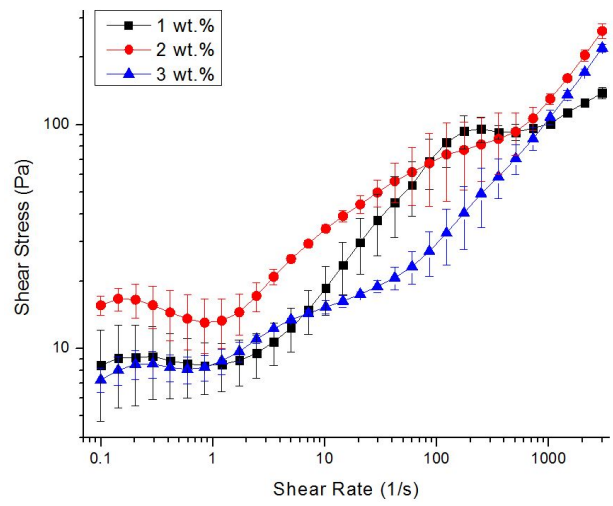 1 wt.%
2 wt.%
3 wt.%
100
10
Shear Stress (Pa)
0.1 1 10 100 1000
Shear Rate (1/s)